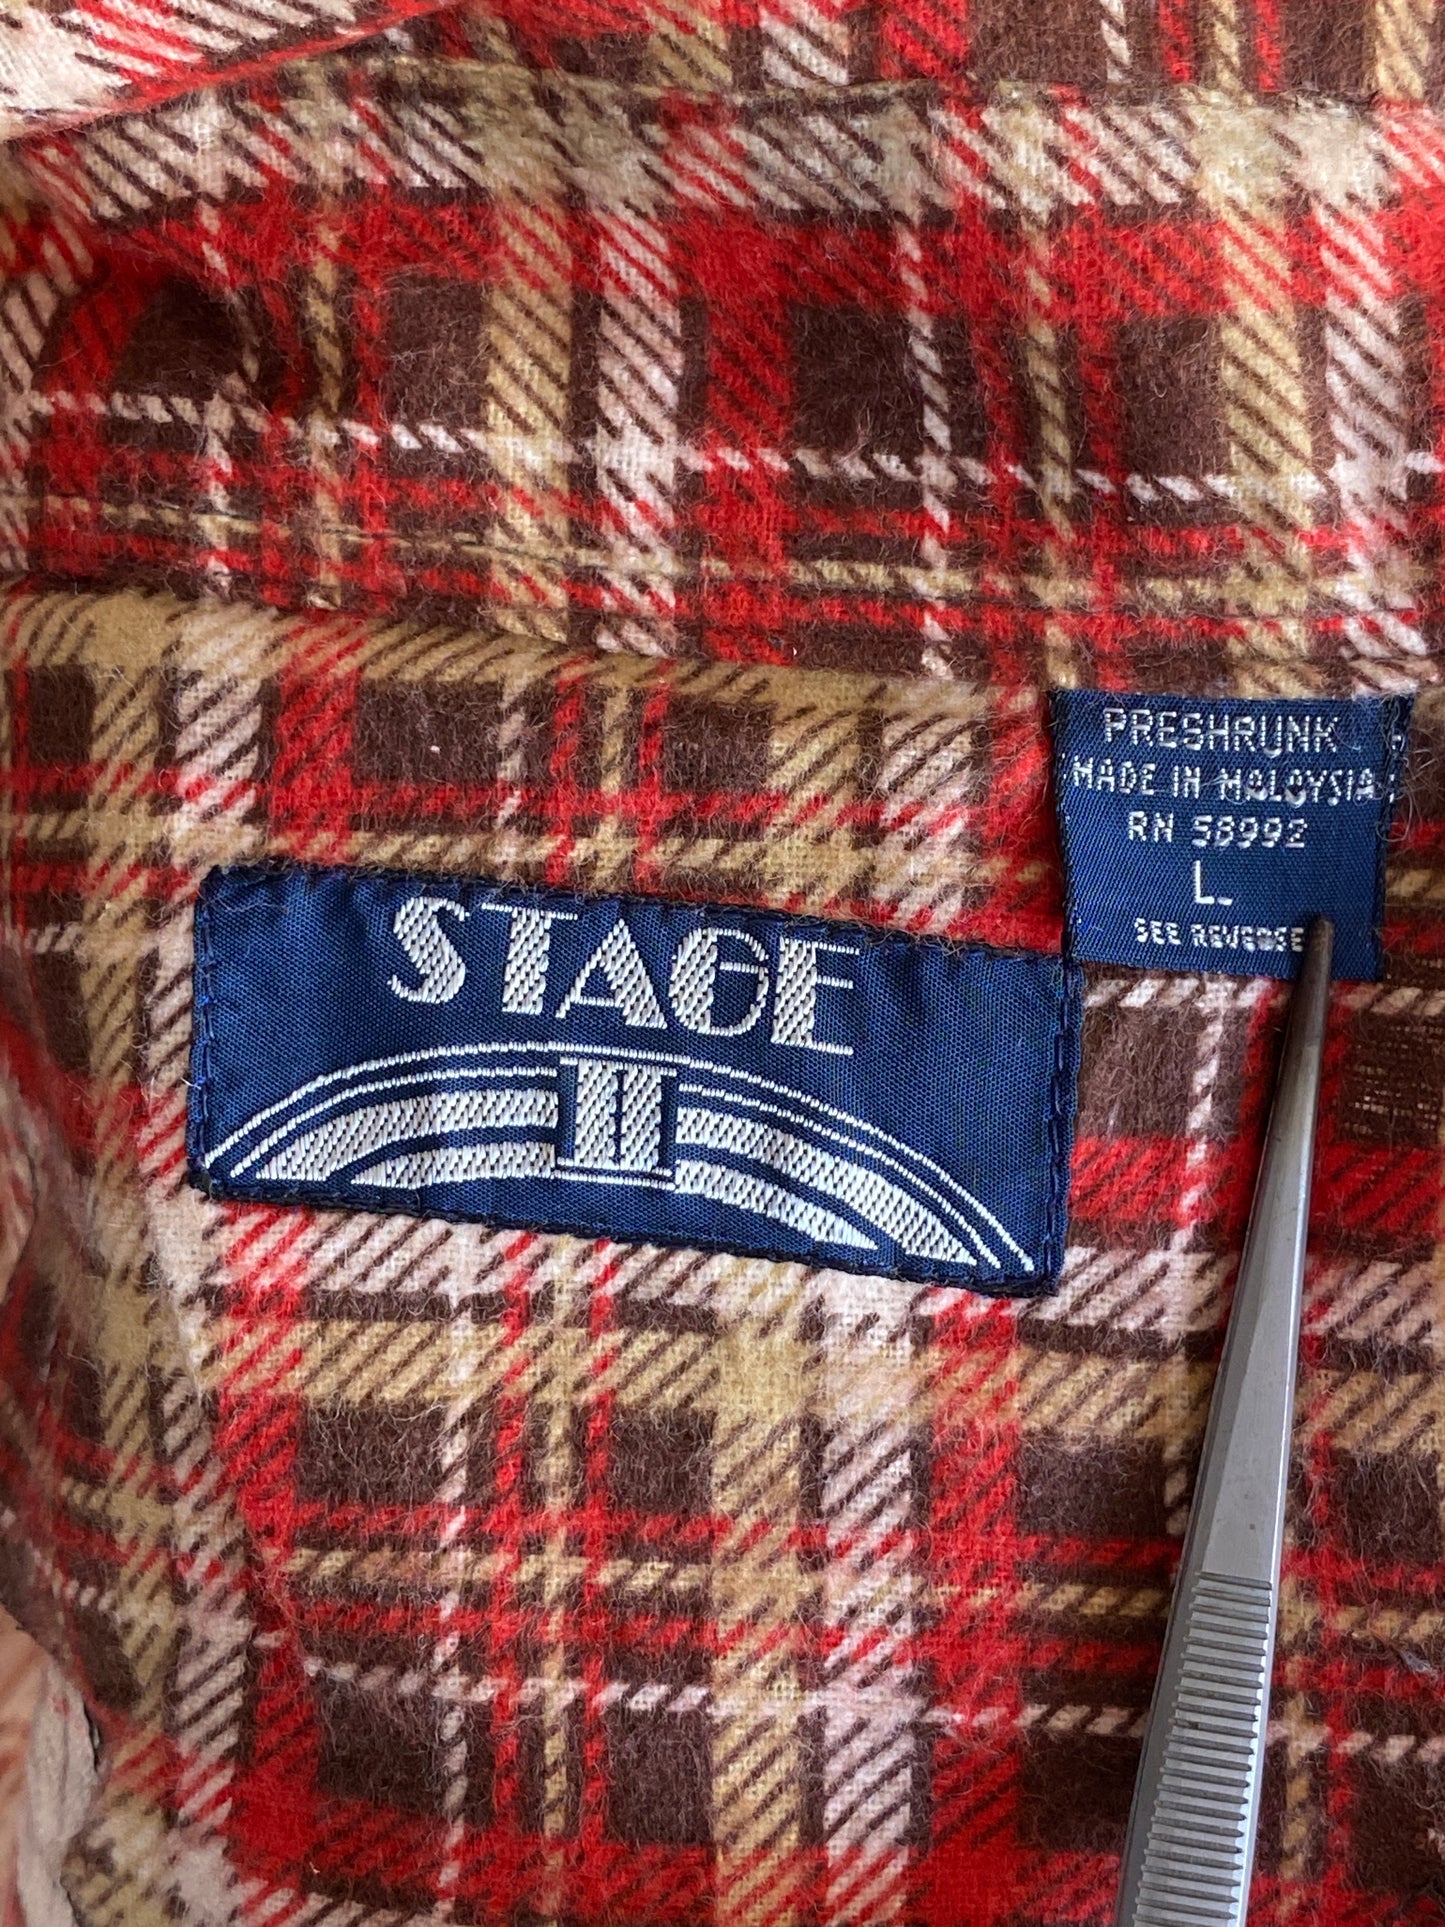 STAGE
II
PRESHRUNK
MADE IN MALAYSIA
RN 58992
L
SEE REVERSE